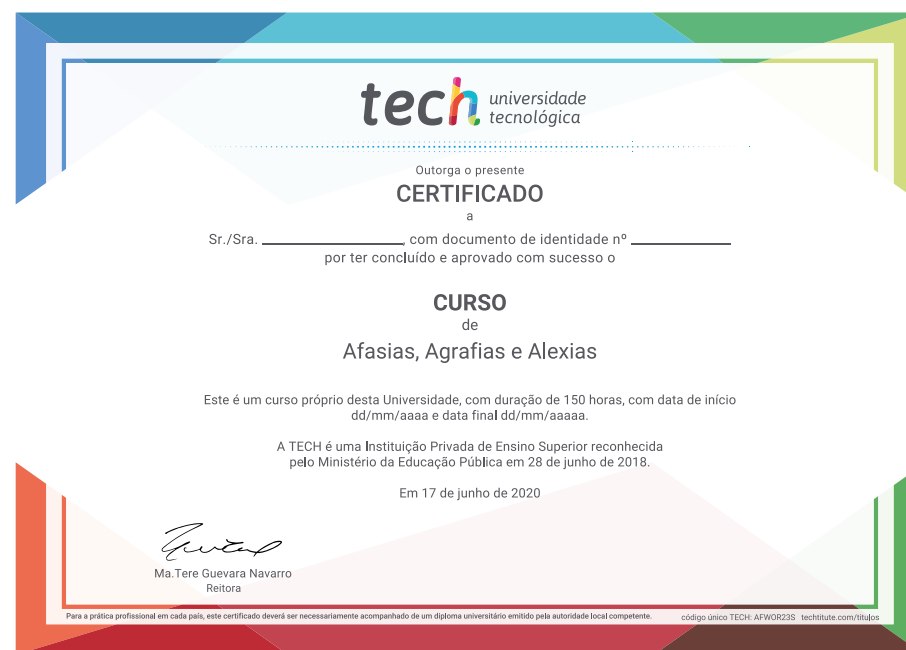 tech universidade
tecnológica
Outorga o presente
CERTIFICADO
a
Sr./Sra. ____________________, com documento de identidade nº ______________
por ter concluído e aprovado com sucesso o
CURSO
de
Afasias, Agrafias e Alexias
Este é um curso próprio desta Universidade, com duração de 150 horas, com data de início
dd/mm/aaaa e data final dd/mm/aaaaa.
A TECH é uma Instituição Privada de Ensino Superior reconhecida
pelo Ministério da Educação Pública em 28 de junho de 2018.
Em 17 de junho de 2020
Ma.Tere Guevara Navarro
Reitora
Para a prática profissional em cada país, este certificado deverá ser necessariamente acompanhado de um diploma universitário emitido pela autoridade local competente. código único TECH: AFWOR23S techtitute.com/titulos